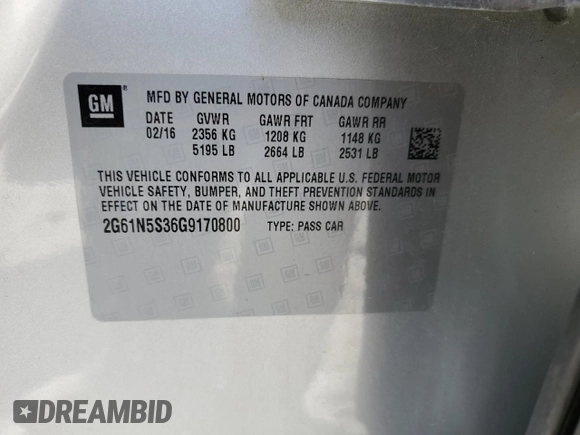 GM
MFD BY GENERAL MOTORS OF CANADA COMPANY
DATE GVWR GAWR FRT GAWR RR
02/16 2356 KG 1208 KG 1148 KG
5195 LB 2664 LB 2531 LB
THIS VEHICLE CONFORMS TO ALL APPLICABLE U.S. FEDERAL MOTOR
VEHICLE SAFETY, BUMPER, AND THEFT PREVENTION STANDARDS IN
EFFECT ON THE DATE OF MANUFACTURE SHOWN ABOVE.
2G61N5S36G9170800 TYPE: PASS CAR
DREAMBID